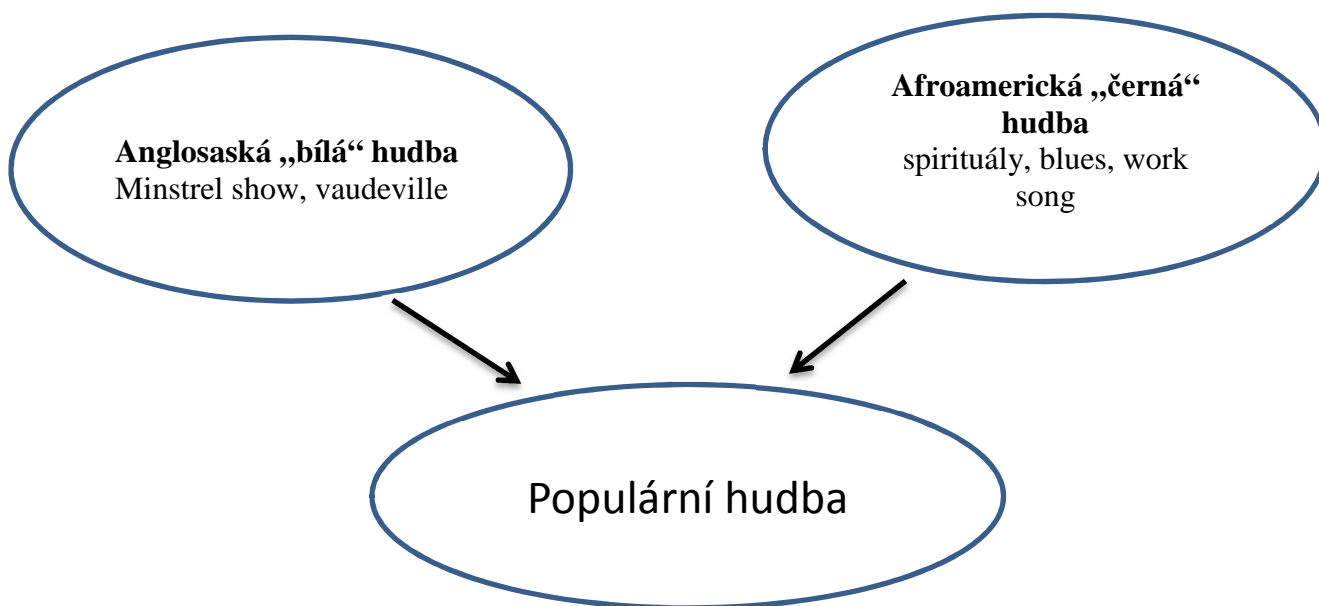 Anglosaská „bílá“ hudba
Minstrel show, vaudeville
Afroamerická „černá“
hudba
spirituály, blues, work
song
Populární hudba